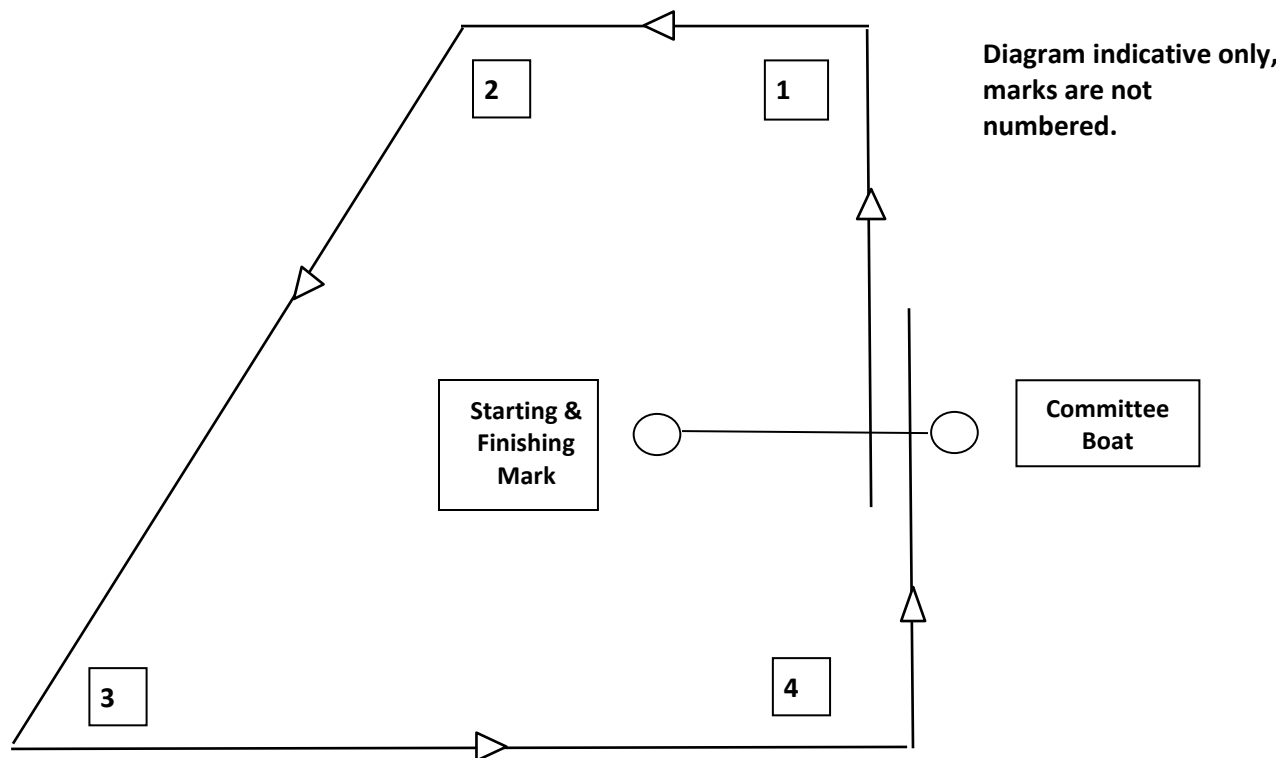 Diagram indicative only,
marks are not
numbered.
2
1
Starting &
Finishing
Mark
Committee
Boat
3
4